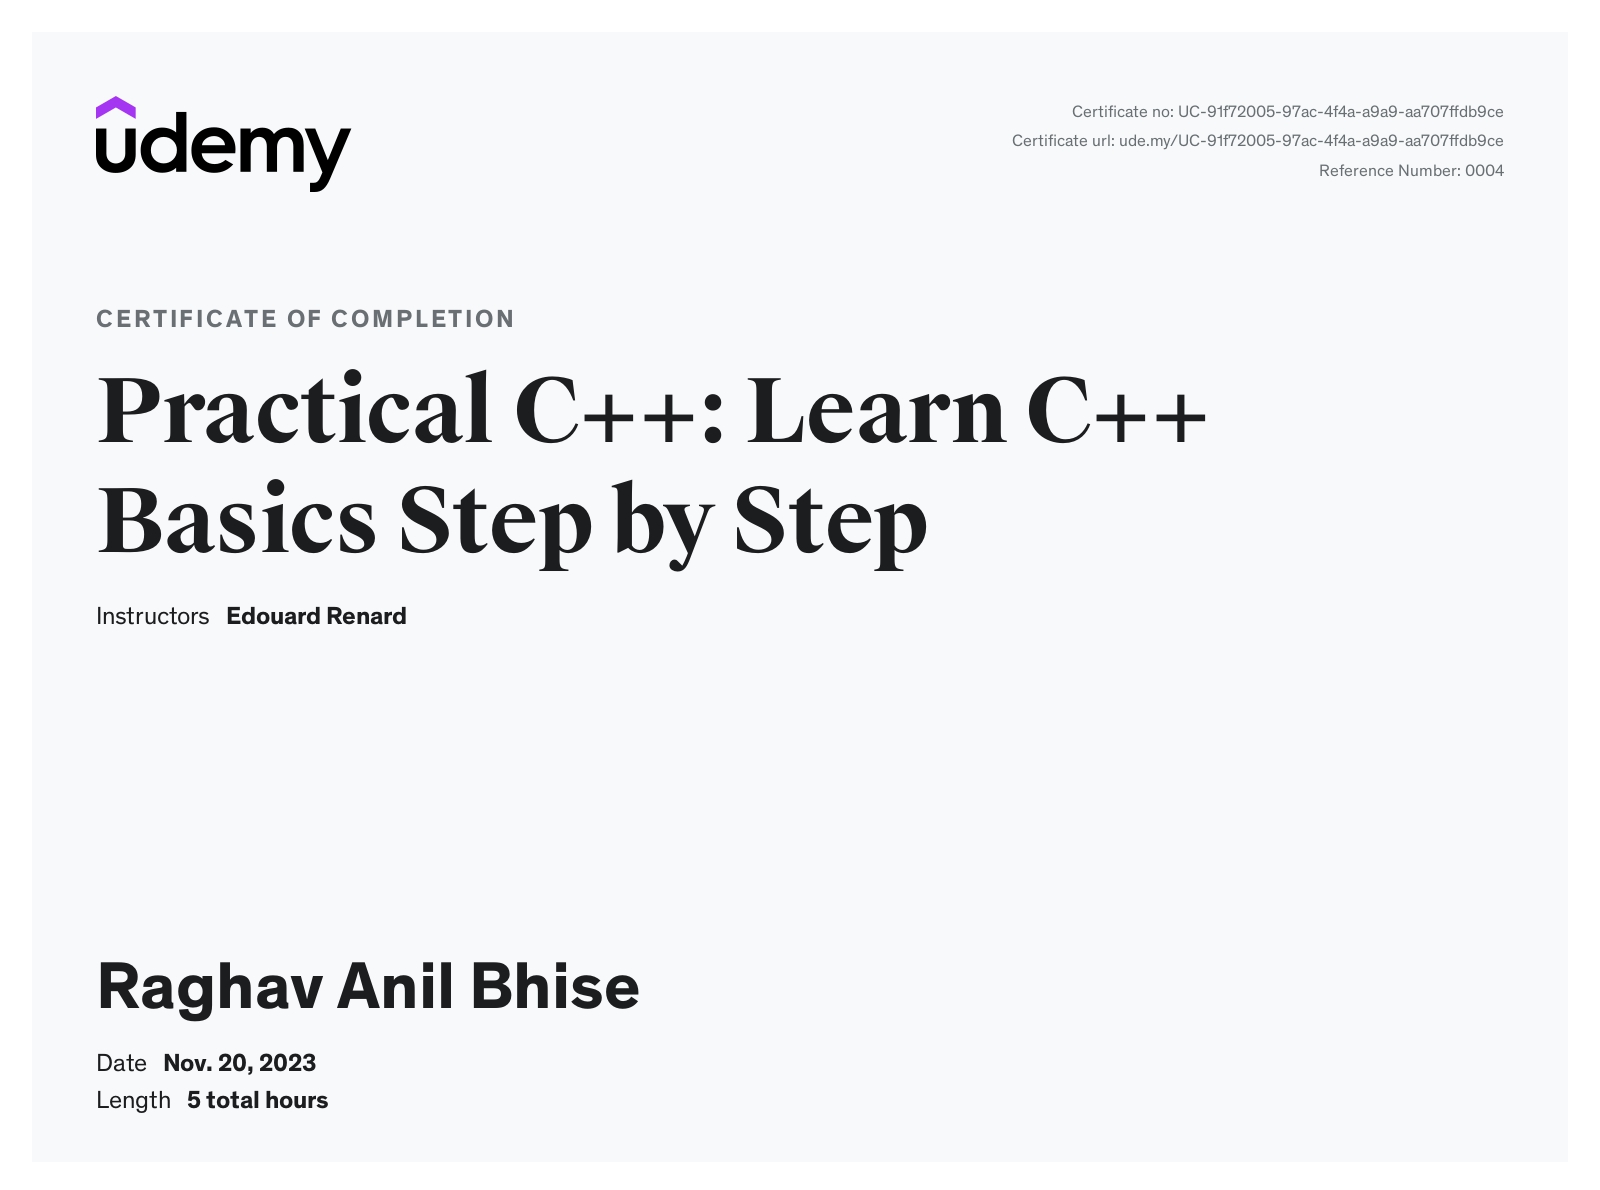 udemy
Certificate no: UC-91f72005-97ac-4f4a-a9a9-aa707ffdb9ce
Certificate url: ude.my/UC-91f72005-97ac-4f4a-a9a9-aa707ffdb9ce
Reference Number: 0004
CERTIFICATE OF COMPLETION
Practical C++: Learn C++
Basics Step by Step
Instructors Edouard Renard
Raghav Anil Bhise
Date Nov. 20, 2023
Length 5 total hours